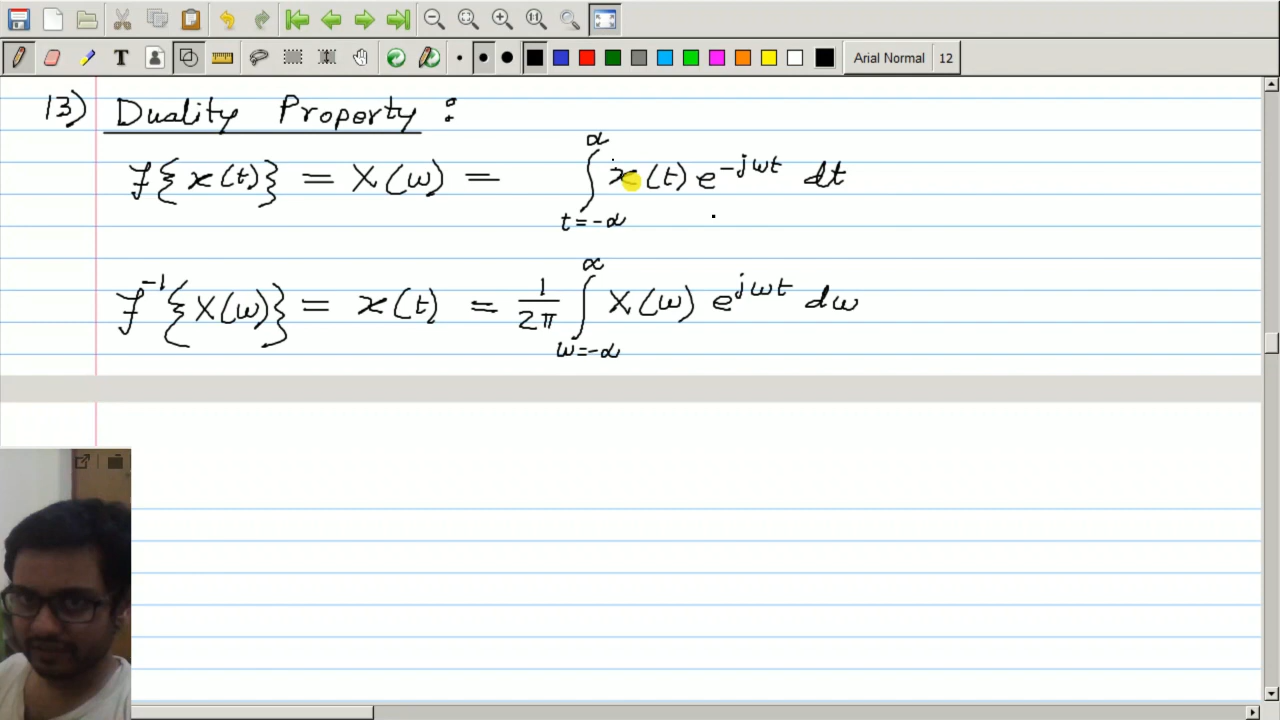 Arial Normal 12
13) Duality Property :
ℱ{x(t)} = X(ω) = ∫_{t=-∝}^{∝} x(t) e^{-jωt} dt
ℱ^{-1}{X(ω)} = x(t) = 1/2π ∫_{ω=-∝}^{∝} X(ω) e^{jωt} dω